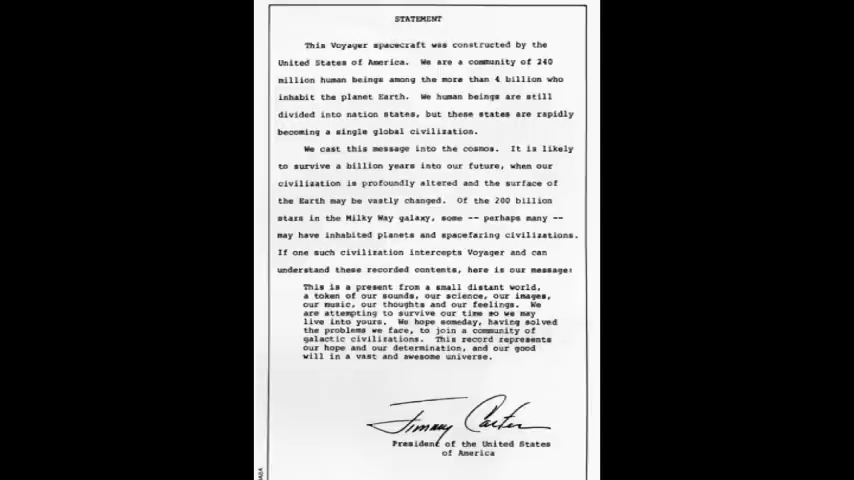 STATEMENT
This Voyager spacecraft was constructed by the
United States of America. We are a community of 240
million human beings among the more than 4 billion who
inhabit the planet Earth. We human beings are still
divided into nation states, but these states are rapidly
becoming a single global civilization.
We cast this message into the cosmos. It is likely
to survive a billion years into our future, when our
civilization is profoundly altered and the surface of
the Earth may be vastly changed. Of the 200 billion
stars in the Milky Way galaxy, some -- perhaps many --
may have inhabited planets and spacefaring civilizations.
If one such civilization intercepts Voyager and can
understand these recorded contents, here is our message:
This is a present from a small distant world,
a token of our sounds, our science, our images,
our music, our thoughts and our feelings. We
are attempting to survive our time so we may
live into yours. We hope someday, having solved
the problems we face, to join a community of
galactic civilizations. This record represents
our hope and our determination, and our good
will in a vast and awesome universe.
Jimmy Carter
President of the United States
of America